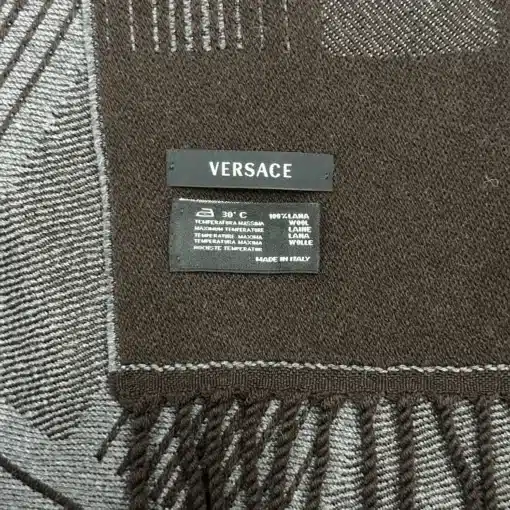 VERSACE
30° C 100% LANA
TEMPERATURA MASSIMA WOOL
MAXIMUM TEMPERATURE LAINE
TEMPERATURE MAXIMA LANA
TEMPERATURA MAXIMA WOLLE
HOCHSTE TEMPERATUR
MADE IN ITALY